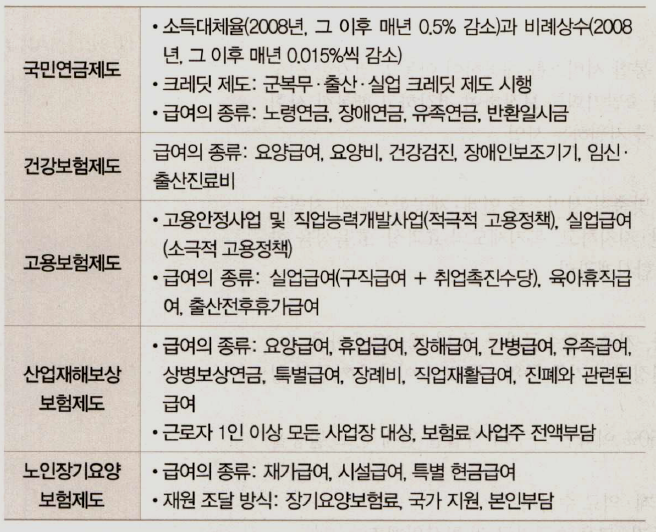 국민연금제도
• 소득대체율(2008년, 그 이후 매년 0.5% 감소)과 비례상수(2008
년, 그 이후 매년 0.015%씩 감소)
• 크레딧 제도: 군복무·출산·실업 크레딧 제도 시행
• 급여의 종류: 노령연금, 장애연금, 유족연금, 반환일시금
건강보험제도
급여의 종류: 요양급여, 요양비, 건강검진, 장애인보조기기, 임신·
출산진료비
고용보험제도
• 고용안정사업 및 직업능력개발사업(적극적 고용정책), 실업급여
(소극적 고용정책)
• 급여의 종류: 실업급여(구직급여 + 취업촉진수당), 육아휴직급
여, 출산전후휴가급여
산업재해보상
보험제도
• 급여의 종류: 요양급여, 휴업급여, 장해급여, 간병급여, 유족급여,
상병보상연금, 특별급여, 장례비, 직업재활급여, 진폐와 관련된
급여
• 근로자 1인 이상 모든 사업장 대상, 보험료 사업주 전액부담
노인장기요양
보험제도
• 급여의 종류: 재가급여, 시설급여, 특별 현금급여
• 재원 조달 방식: 장기요양보험료, 국가 지원, 본인부담